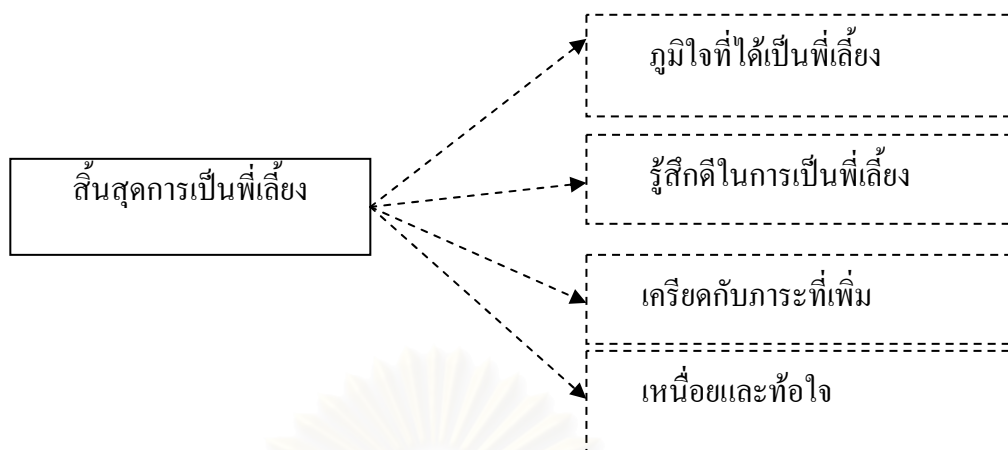 ภูมิใจที่ได้เป็นพี่เลี้ยง
รู้สึกดีในการเป็นพี่เลี้ยง
สิ้นสุดการเป็นพี่เลี้ยง
เครียดกับภาระที่เพิ่ม
เหนื่อยและท้อใจ